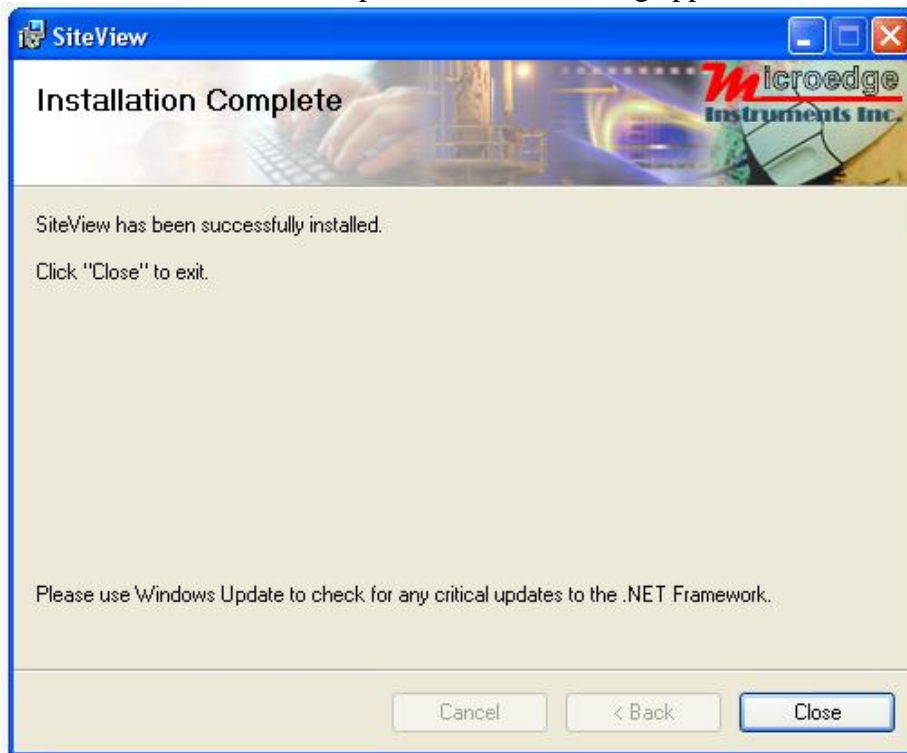 SiteView
Installation Complete
Microedge
Instruments Inc.
SiteView has been successfully installed.
Click "Close" to exit.
Please use Windows Update to check for any critical updates to the .NET Framework.
Cancel
< Back
Close